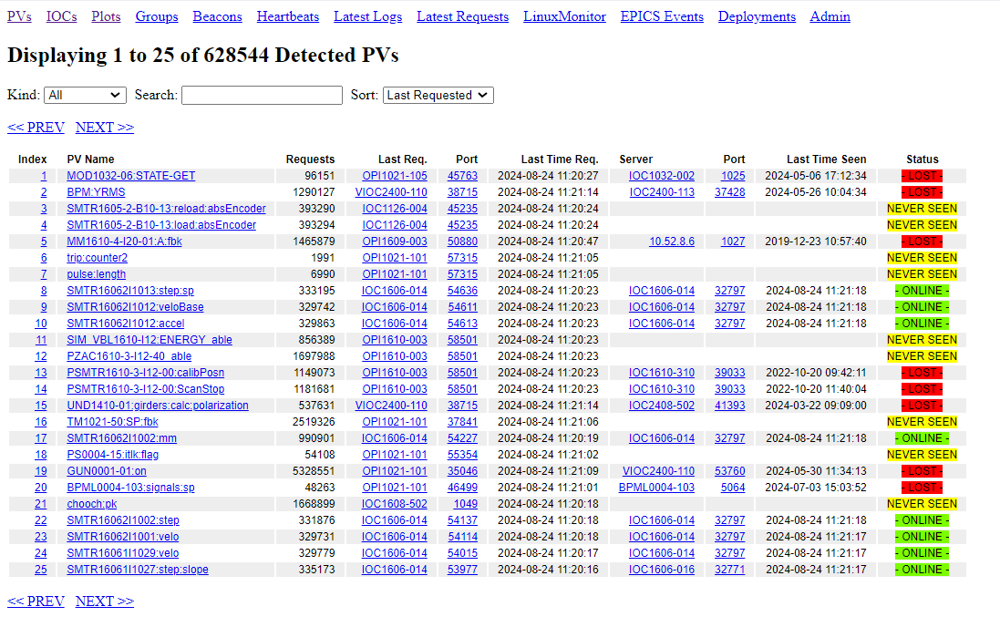 PVs IOCs Plots Groups Beacons Heartbeats Latest Logs Latest Requests LinuxMonitor EPICS Events Deployments Admin
Displaying 1 to 25 of 628544 Detected PVs
Kind: All Search: Sort: Last Requested
<< PREV NEXT >>
Index PV Name Requests Last Req. Port Last Time Req. Server Port Last Time Seen Status
1 MOD1032-06:STATE-GET 96151 OPI1021-105 45763 2024-08-24 11:20:27 IOC1032-002 1025 2024-05-06 17:12:34 - LOST -
2 BPM:YRMS 1290127 VIOC2400-110 38715 2024-08-24 11:21:14 IOC2400-113 37428 2024-05-26 10:04:34 - LOST -
3 SMTR1605-2-B10-13:reload:absEncoder 393290 IOC1126-004 45235 2024-08-24 11:20:24 NEVER SEEN
4 SMTR1605-2-B10-13:load:absEncoder 393294 IOC1126-004 45235 2024-08-24 11:20:24 NEVER SEEN
5 MM1610-4-I20-01:A:fbk 1465879 OPI1609-003 50880 2024-08-24 11:20:47 10.52.8.6 1027 2019-12-23 10:57:40 - LOST -
6 trip:counter2 1991 OPI1021-101 57315 2024-08-24 11:21:05 NEVER SEEN
7 pulse:length 6990 OPI1021-101 57315 2024-08-24 11:21:05 NEVER SEEN
8 SMTR16062I1013:step:sp 333195 IOC1606-014 54636 2024-08-24 11:20:23 IOC1606-014 32797 2024-08-24 11:21:18 - ONLINE -
9 SMTR16062I1012:veloBase 329742 IOC1606-014 54611 2024-08-24 11:20:23 IOC1606-014 32797 2024-08-24 11:21:18 - ONLINE -
10 SMTR16062I1012:accel 329863 IOC1606-014 54613 2024-08-24 11:20:23 IOC1606-014 32797 2024-08-24 11:21:18 - ONLINE -
11 SIM_VBL1610-I12:ENERGY_able 856389 OPI1610-003 58501 2024-08-24 11:20:23 NEVER SEEN
12 PZAC1610-3-I12-40_able 1697988 OPI1610-003 58501 2024-08-24 11:20:23 NEVER SEEN
13 PSMTR1610-3-I12-00:calibPosn 1149073 OPI1610-003 58501 2024-08-24 11:20:23 IOC1610-310 39033 2022-10-20 09:42:11 - LOST -
14 PSMTR1610-3-I12-00:ScanStop 1181681 OPI1610-003 58501 2024-08-24 11:20:23 IOC1610-310 39033 2022-10-20 11:40:04 - LOST -
15 UND1410-01:girders:calc:polarization 537631 VIOC2400-110 38715 2024-08-24 11:21:14 IOC2408-502 41393 2024-03-22 09:09:00 - LOST -
16 TM1021-50:SP:fbk 2519326 OPI1021-101 37841 2024-08-24 11:21:06 NEVER SEEN
17 SMTR16062I1002:mm 990901 IOC1606-014 54227 2024-08-24 11:20:19 IOC1606-014 32797 2024-08-24 11:21:18 - ONLINE -
18 PS0004-15:itlk:flag 54108 OPI1021-101 55354 2024-08-24 11:21:02 NEVER SEEN
19 GUN0001-01:on 5328551 OPI1021-101 35046 2024-08-24 11:21:09 VIOC2400-110 53760 2024-05-30 11:34:13 - LOST -
20 BPML0004-103:signals:sp 48263 OPI1021-101 46499 2024-08-24 11:21:01 BPML0004-103 5064 2024-07-03 15:03:52 - LOST -
21 chooch:pk 1668899 IOC1608-502 1049 2024-08-24 11:20:18 NEVER SEEN
22 SMTR16062I1002:step 331876 IOC1606-014 54137 2024-08-24 11:20:18 IOC1606-014 32797 2024-08-24 11:21:18 - ONLINE -
23 SMTR16062I1001:velo 329731 IOC1606-014 54114 2024-08-24 11:20:18 IOC1606-014 32797 2024-08-24 11:21:17 - ONLINE -
24 SMTR16061I1029:velo 329779 IOC1606-014 54015 2024-08-24 11:20:17 IOC1606-014 32797 2024-08-24 11:21:17 - ONLINE -
25 SMTR16061I1027:step:slope 335173 IOC1606-014 53977 2024-08-24 11:20:16 IOC1606-016 32771 2024-08-24 11:21:17 - ONLINE -
<< PREV NEXT >>